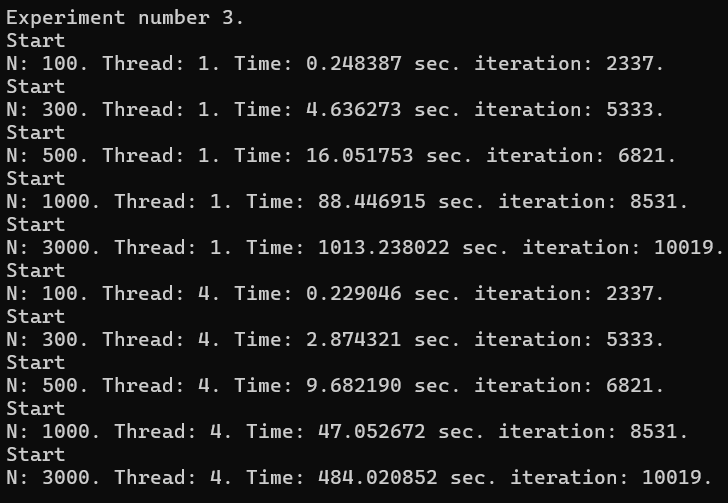 Experiment number 3.
Start
N: 100. Thread: 1. Time: 0.248387 sec. iteration: 2337.
Start
N: 300. Thread: 1. Time: 4.636273 sec. iteration: 5333.
Start
N: 500. Thread: 1. Time: 16.051753 sec. iteration: 6821.
Start
N: 1000. Thread: 1. Time: 88.446915 sec. iteration: 8531.
Start
N: 3000. Thread: 1. Time: 1013.238022 sec. iteration: 10019.
Start
N: 100. Thread: 4. Time: 0.229046 sec. iteration: 2337.
Start
N: 300. Thread: 4. Time: 2.874321 sec. iteration: 5333.
Start
N: 500. Thread: 4. Time: 9.682190 sec. iteration: 6821.
Start
N: 1000. Thread: 4. Time: 47.052672 sec. iteration: 8531.
Start
N: 3000. Thread: 4. Time: 484.020852 sec. iteration: 10019.